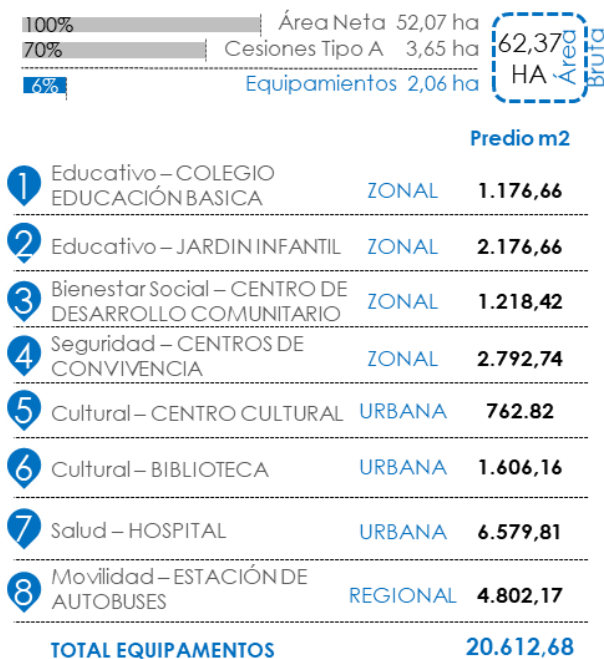 100% Área Neta 52,07 ha
70% Cesiones Tipo A 3,65 ha
6% Equipamientos 2,06 ha
62,37
HA
Área
Bruta
Predio m2
1 Educativo – COLEGIO
EDUCACIÓN BASICA ZONAL 1.176,66
2 Educativo – JARDIN INFANTIL ZONAL 2.176,66
3 Bienestar Social – CENTRO DE
DESARROLLO COMUNITARIO ZONAL 1.218,42
4 Seguridad – CENTROS DE
CONVIVENCIA ZONAL 2.792,74
5 Cultural – CENTRO CULTURAL URBANA 762.82
6 Cultural – BIBLIOTECA URBANA 1.606,16
7 Salud – HOSPITAL URBANA 6.579,81
8 Movilidad – ESTACIÓN DE
AUTOBUSES REGIONAL 4.802,17
TOTAL EQUIPAMENTOS 20.612,68